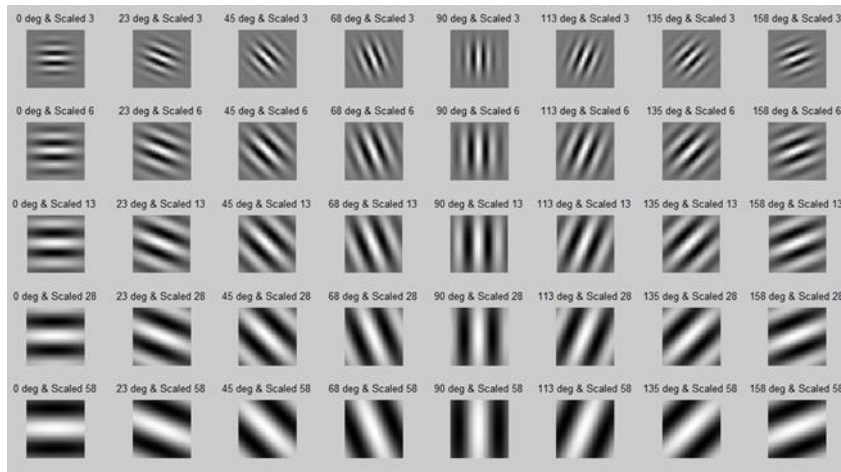 0 deg & Scaled 3 23 deg & Scaled 3 45 deg & Scaled 3 68 deg & Scaled 3 90 deg & Scaled 3 113 deg & Scaled 3 135 deg & Scaled 3 158 deg & Scaled 3
0 deg & Scaled 6 23 deg & Scaled 6 45 deg & Scaled 6 68 deg & Scaled 6 90 deg & Scaled 6 113 deg & Scaled 6 135 deg & Scaled 6 158 deg & Scaled 6
0 deg & Scaled 13 23 deg & Scaled 13 45 deg & Scaled 13 68 deg & Scaled 13 90 deg & Scaled 13 113 deg & Scaled 13 135 deg & Scaled 13 158 deg & Scaled 13
0 deg & Scaled 28 23 deg & Scaled 28 45 deg & Scaled 28 68 deg & Scaled 28 90 deg & Scaled 28 113 deg & Scaled 28 135 deg & Scaled 28 158 deg & Scaled 28
0 deg & Scaled 58 23 deg & Scaled 58 45 deg & Scaled 58 68 deg & Scaled 58 90 deg & Scaled 58 113 deg & Scaled 58 135 deg & Scaled 58 158 deg & Scaled 58